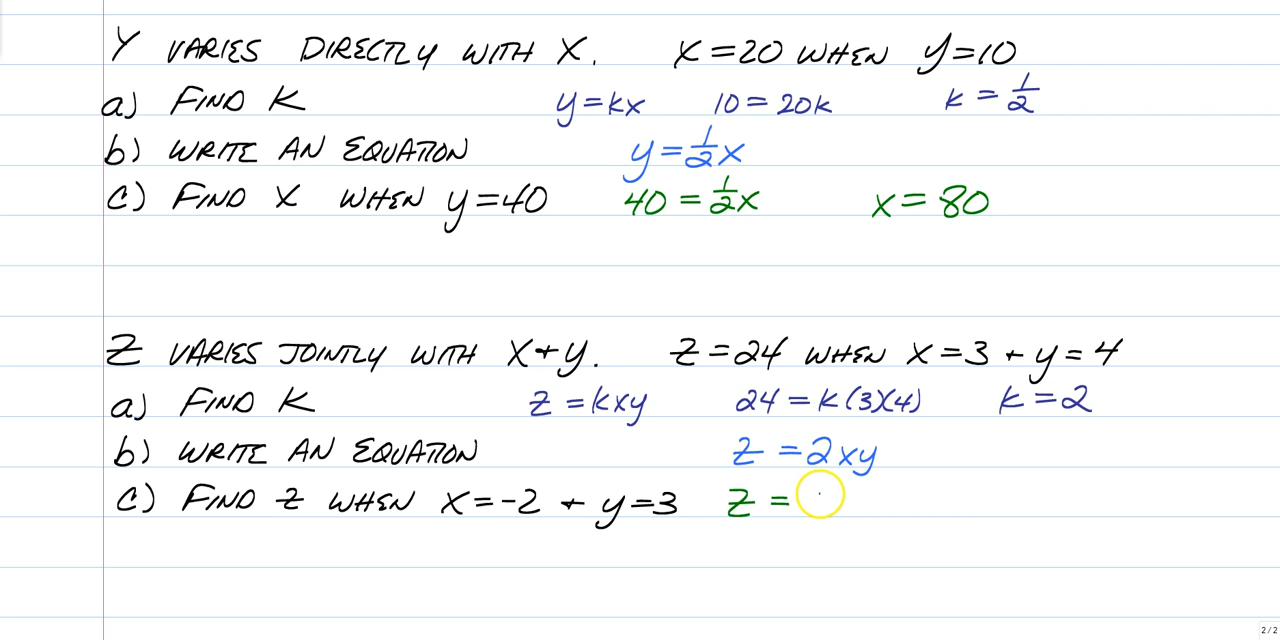 Y VARIES DIRECTLY WITH X. X=20 WHEN y=10
a) FIND K y=kx 10=20k k=1/2
b) WRITE AN EQUATION y=1/2x
c) FIND X WHEN y=40 40=1/2x x=80
Z VARIES JOINTLY WITH X+y. Z=24 WHEN X=3 + y=4
a) FIND K Z=kxy 24=k(3)(4) k=2
b) WRITE AN EQUATION Z=2xy
c) FIND Z WHEN X=-2 + y=3 Z=
2/2